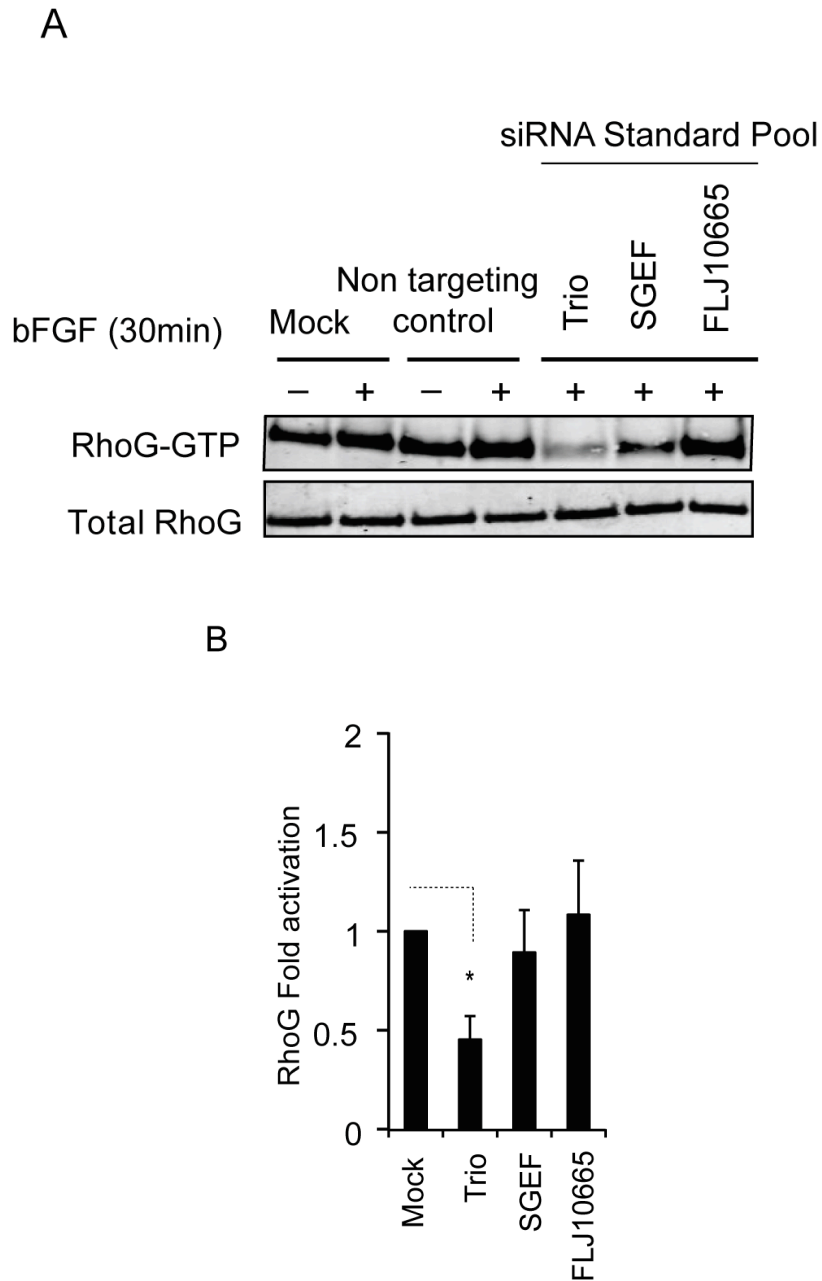 A
siRNA Standard Pool
Trio
SGEF
FLJ10665
Non targeting
control
Mock
bFGF (30min)
– + – + + + +
RhoG-GTP
Total RhoG
B
RhoG Fold activation
2
1.5
1
0.5
0
*
Mock
Trio
SGEF
FLJ10665